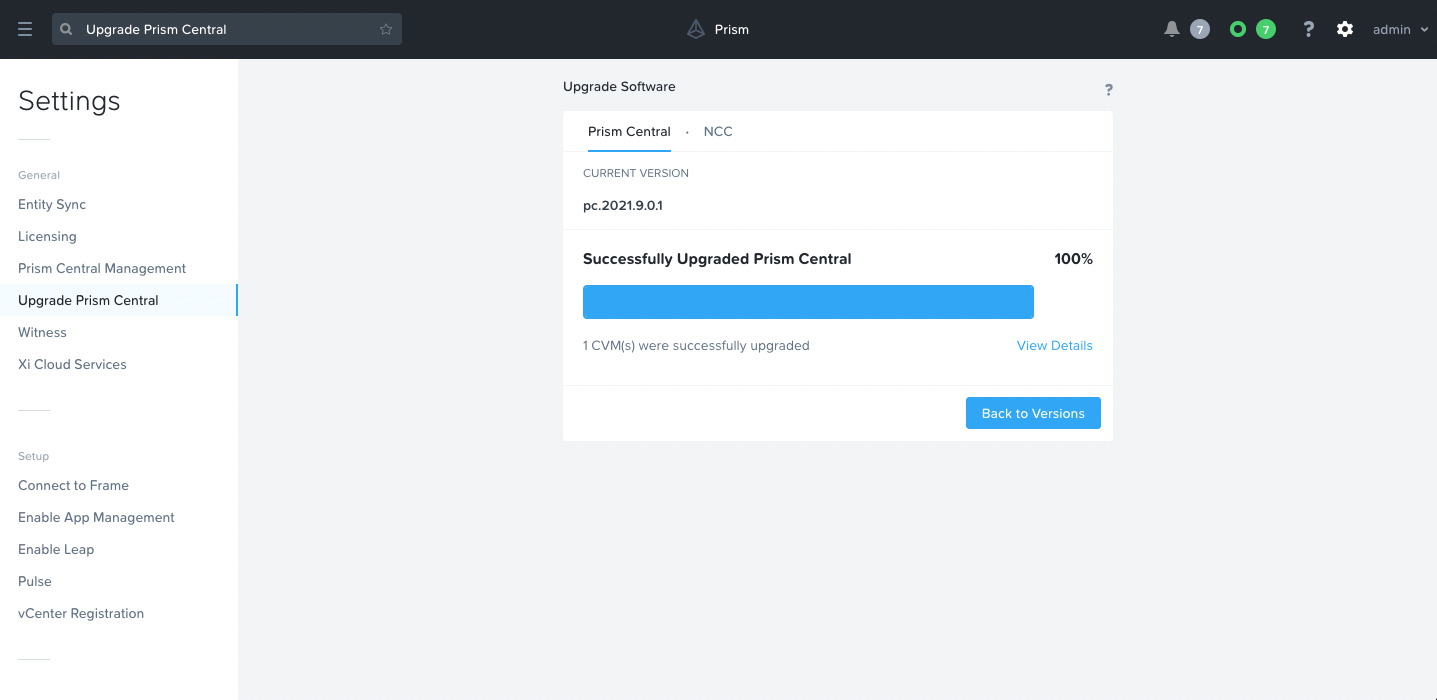 Upgrade Prism Central
Prism
7
7
?
admin
Settings
General
Entity Sync
Licensing
Prism Central Management
Upgrade Prism Central
Witness
Xi Cloud Services
Setup
Connect to Frame
Enable App Management
Enable Leap
Pulse
vCenter Registration
Upgrade Software
?
Prism Central · NCC
CURRENT VERSION
pc.2021.9.0.1
Successfully Upgraded Prism Central 100%
1 CVM(s) were successfully upgraded View Details
Back to Versions